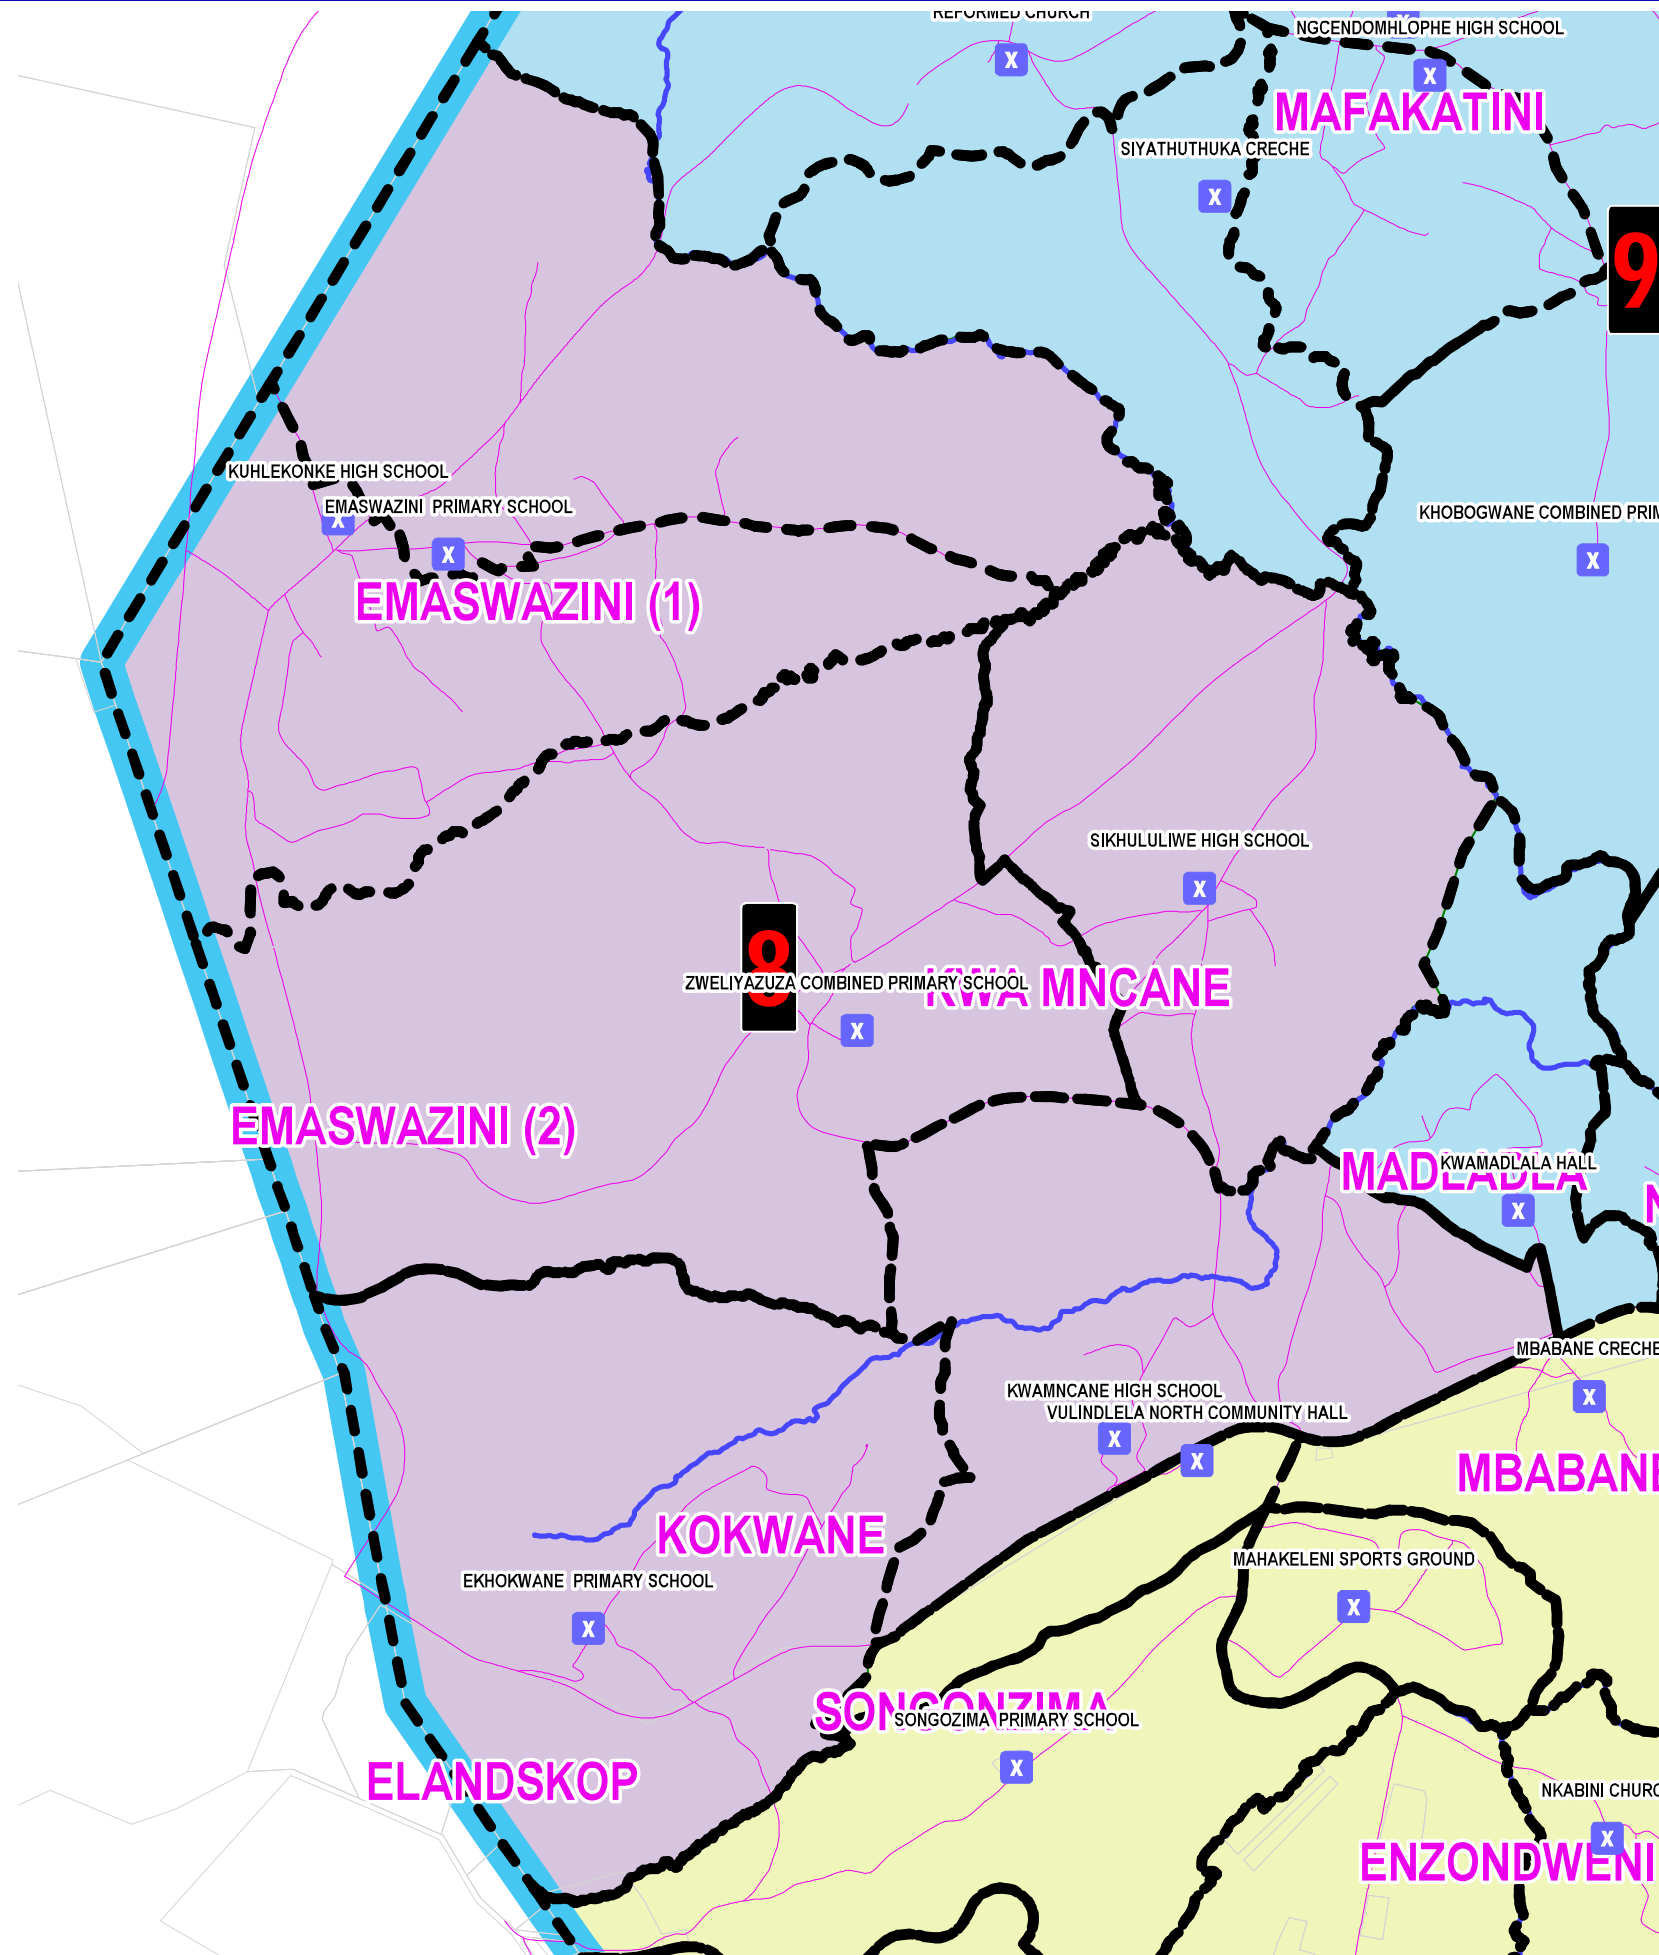 REFORMED CHURCH
NGCENDOMHLOPHE HIGH SCHOOL
X
X
X
MAFAKATINI
SIYATHUTHUKA CRECHE
X
9
KUHLEKONKE HIGH SCHOOL
EMASWAZINI PRIMARY SCHOOL
X
X
KHOBOGWANE COMBINED PRIM
X
EMASWAZINI (1)
SIKHULULIWE HIGH SCHOOL
X
8
ZWELIYAZUZA COMBINED PRIMARY SCHOOL
KWA MNCANE
X
EMASWAZINI (2)
MADLADLA
KWAMADLALA HALL
X
N
MBABANE CRECHE
X
KWAMNCANE HIGH SCHOOL
VULINDLELA NORTH COMMUNITY HALL
X
X
MBABANE
KOKWANE
MAHAKELENI SPORTS GROUND
X
EKHOKWANE PRIMARY SCHOOL
X
SONGONZIMA
SONGOZIMA PRIMARY SCHOOL
X
ELANDSKOP
NKABINI CHURC
X
ENZONDWENI